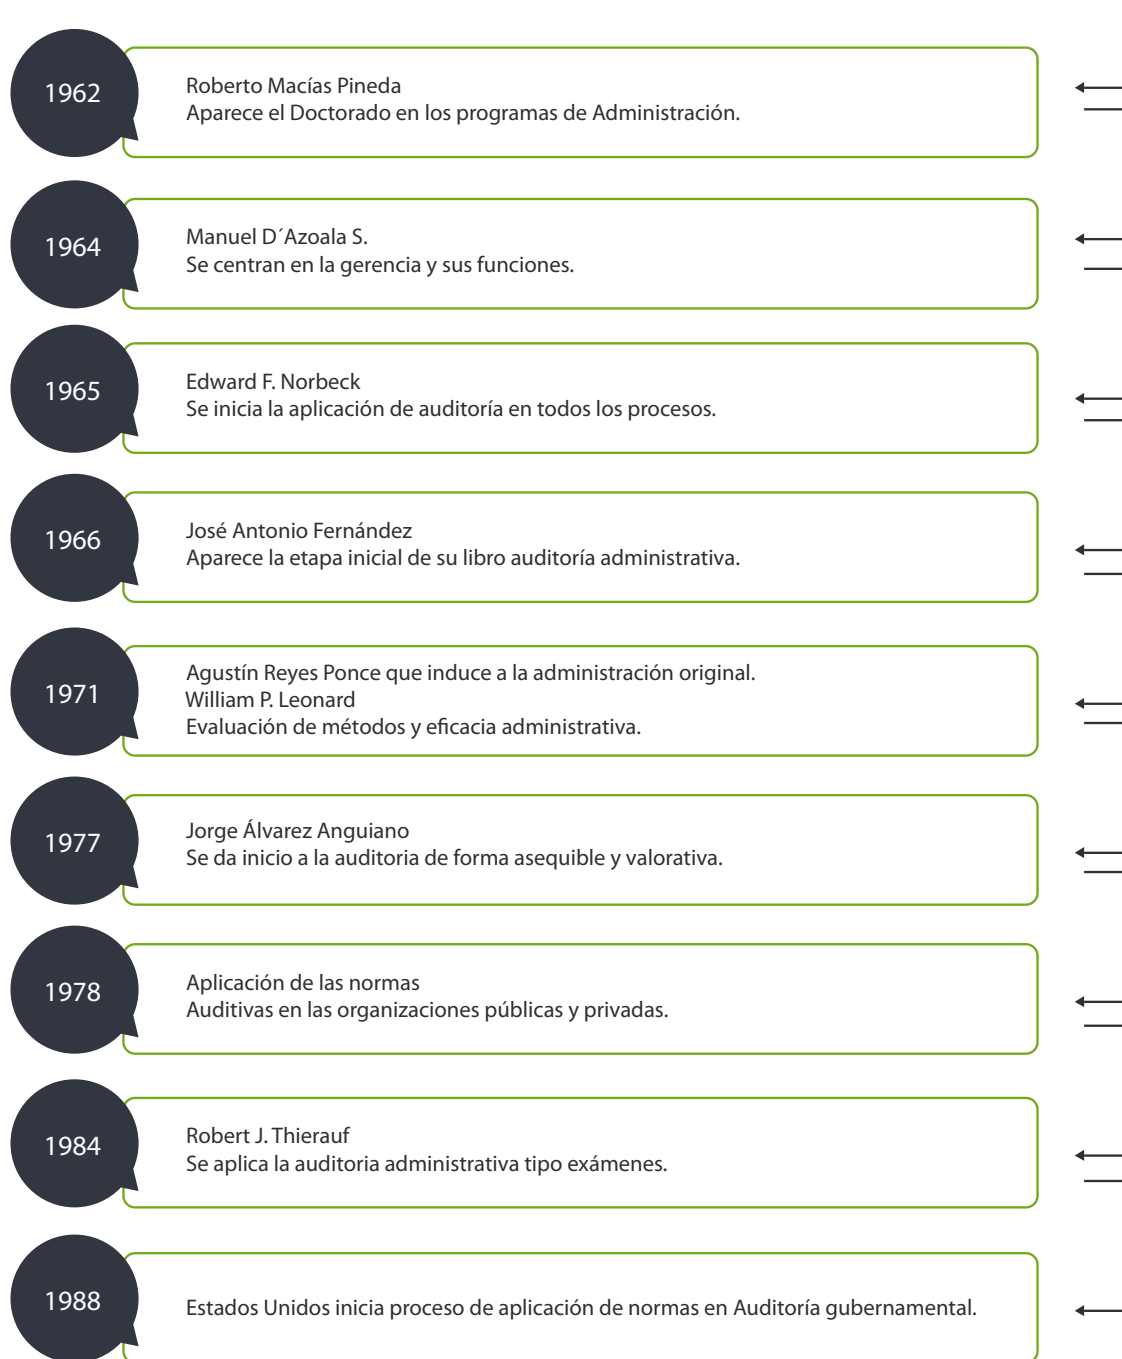 1962
Roberto Macías Pineda
Aparece el Doctorado en los programas de Administración.
1964
Manuel D´Azoala S.
Se centran en la gerencia y sus funciones.
1965
Edward F. Norbeck
Se inicia la aplicación de auditoría en todos los procesos.
1966
José Antonio Fernández
Aparece la etapa inicial de su libro auditoría administrativa.
1971
Agustín Reyes Ponce que induce a la administración original.
William P. Leonard
Evaluación de métodos y eficacia administrativa.
1977
Jorge Álvarez Anguiano
Se da inicio a la auditoria de forma asequible y valorativa.
1978
Aplicación de las normas
Auditivas en las organizaciones públicas y privadas.
1984
Robert J. Thierauf
Se aplica la auditoria administrativa tipo exámenes.
1988
Estados Unidos inicia proceso de aplicación de normas en Auditoría gubernamental.